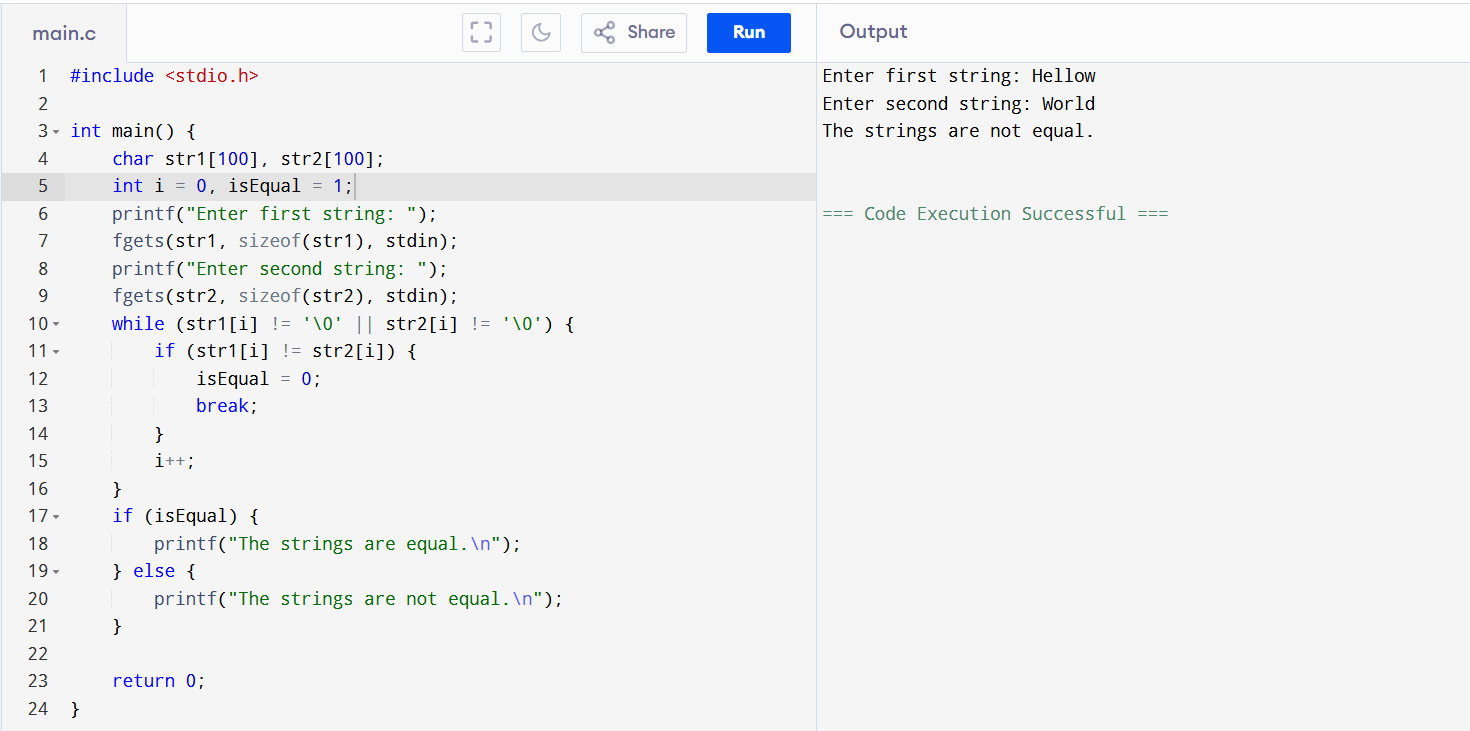 main.c
Share
Run
Output
1 #include <stdio.h>
2
3 int main() {
4     char str1[100], str2[100];
5     int i = 0, isEqual = 1;
6     printf("Enter first string: ");
7     fgets(str1, sizeof(str1), stdin);
8     printf("Enter second string: ");
9     fgets(str2, sizeof(str2), stdin);
10     while (str1[i] != '\0' || str2[i] != '\0') {
11         if (str1[i] != str2[i]) {
12             isEqual = 0;
13             break;
14         }
15         i++;
16     }
17     if (isEqual) {
18         printf("The strings are equal.\n");
19     } else {
20         printf("The strings are not equal.\n");
21     }
22
23     return 0;
24 }
Enter first string: Hellow
Enter second string: World
The strings are not equal.
=== Code Execution Successful ===